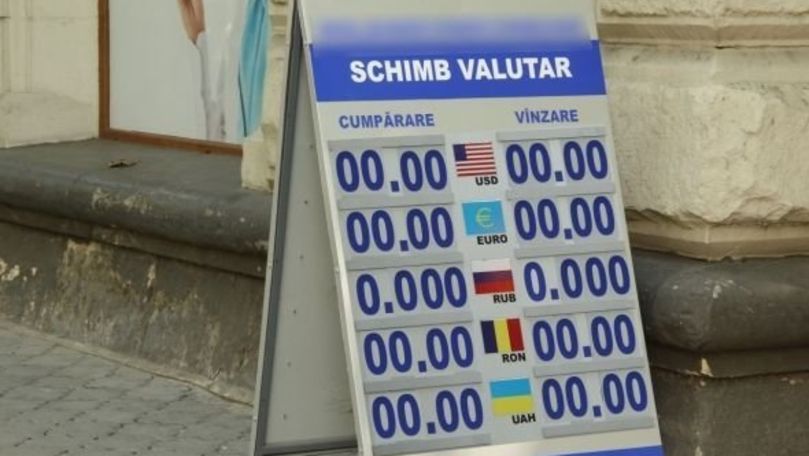 SCHIMB VALUTAR
CUMPĂRARE VÎNZARE
00.00 USD 00.00
00.00 € EURO 00.00
0.000 RUB 0.000
00.00 RON 00.00
00.00 UAH 00.00